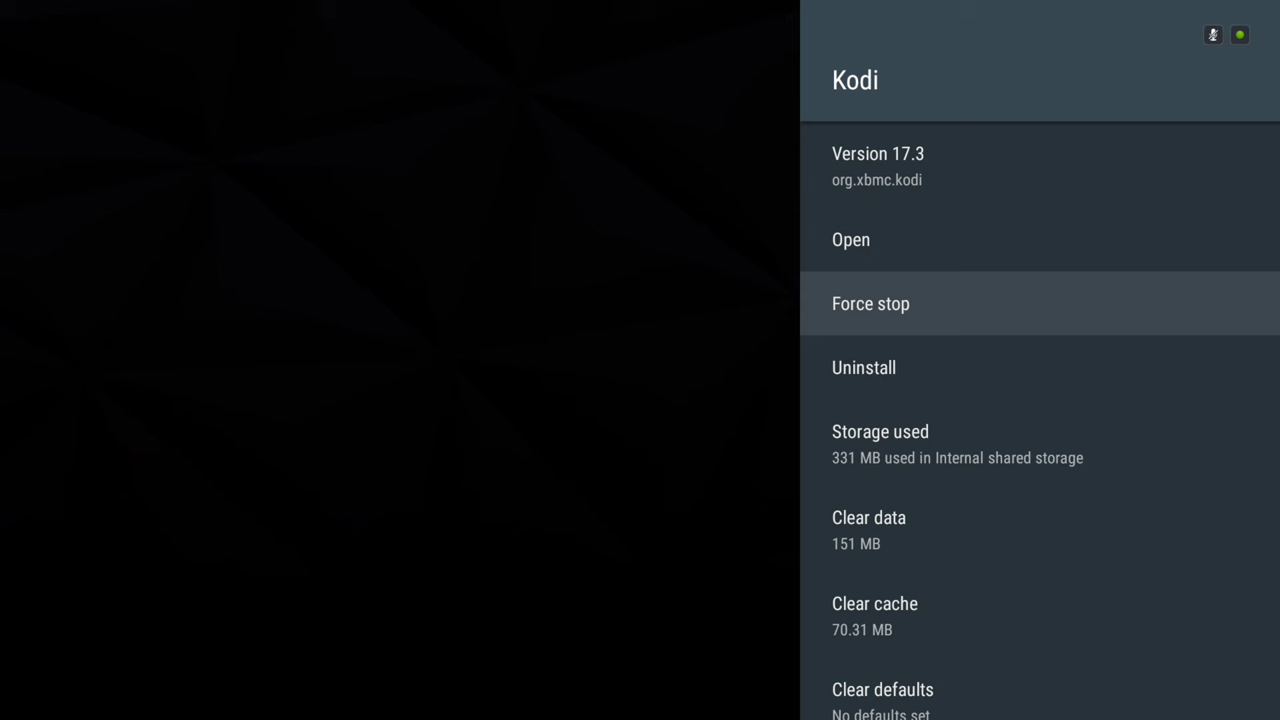 Kodi
Version 17.3
org.xbmc.kodi
Open
Force stop
Uninstall
Storage used
331 MB used in Internal shared storage
Clear data
151 MB
Clear cache
70.31 MB
Clear defaults
No defaults set